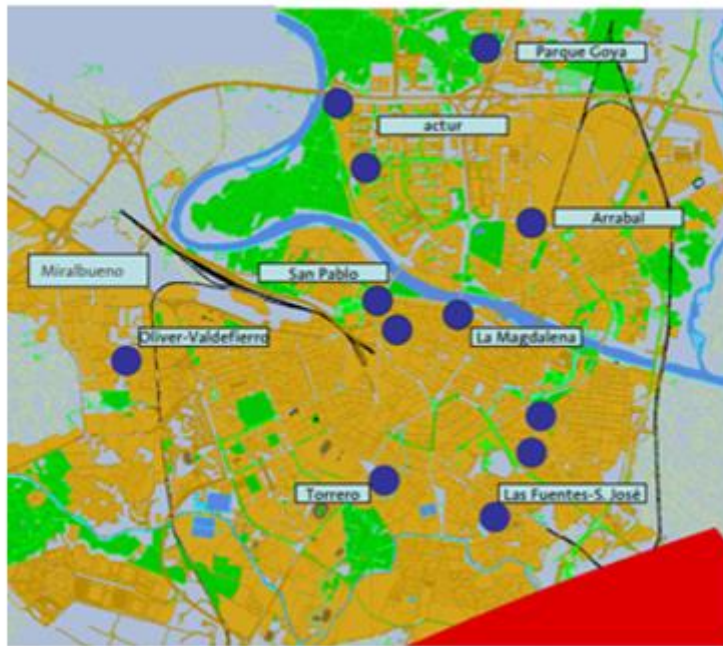 Parque Goya
actur
Arrabal
San Pablo
Miralbueno
Oliver-Valdefierro
La Magdalena
Torrero
Las Fuentes-S. José